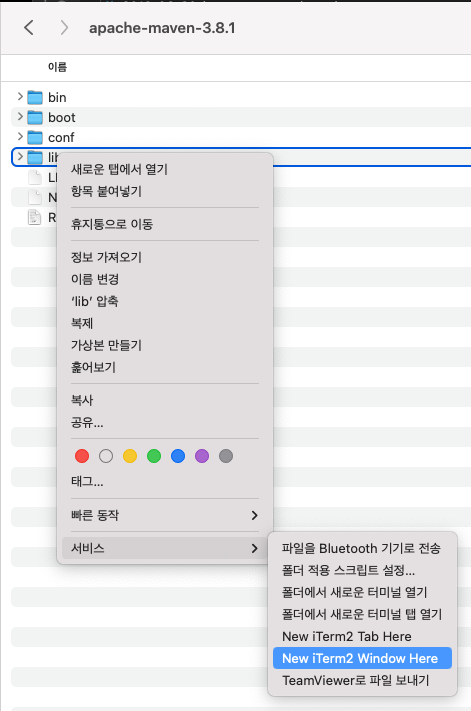 apache-maven-3.8.1
이름
bin
boot
conf
lib
새로운 탭에서 열기
항목 붙여넣기
휴지통으로 이동
정보 가져오기
이름 변경
‘lib’ 압축
복제
가상본 만들기
훑어보기
복사
공유...
태그...
빠른 동작
서비스
파일을 Bluetooth 기기로 전송
폴더 적용 스크립트 설정...
폴더에서 새로운 터미널 열기
폴더에서 새로운 터미널 탭 열기
New iTerm2 Tab Here
New iTerm2 Window Here
TeamViewer로 파일 보내기